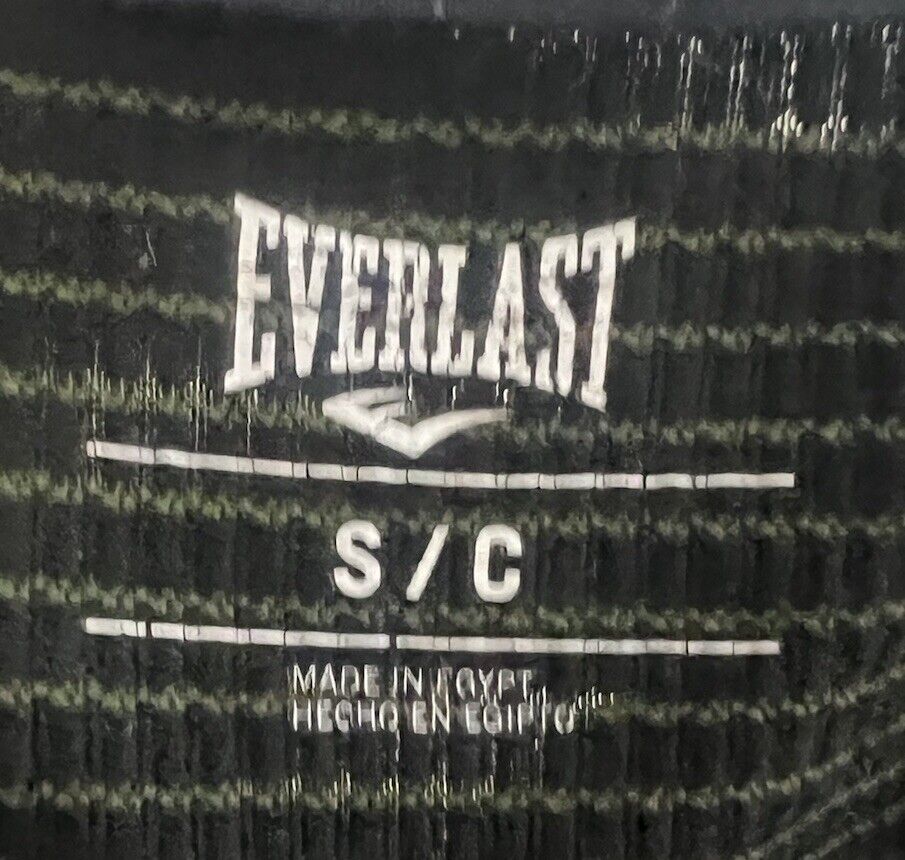 EVERLAST
S / C
MADE IN EGYPT
HECHO EN EGIPTO